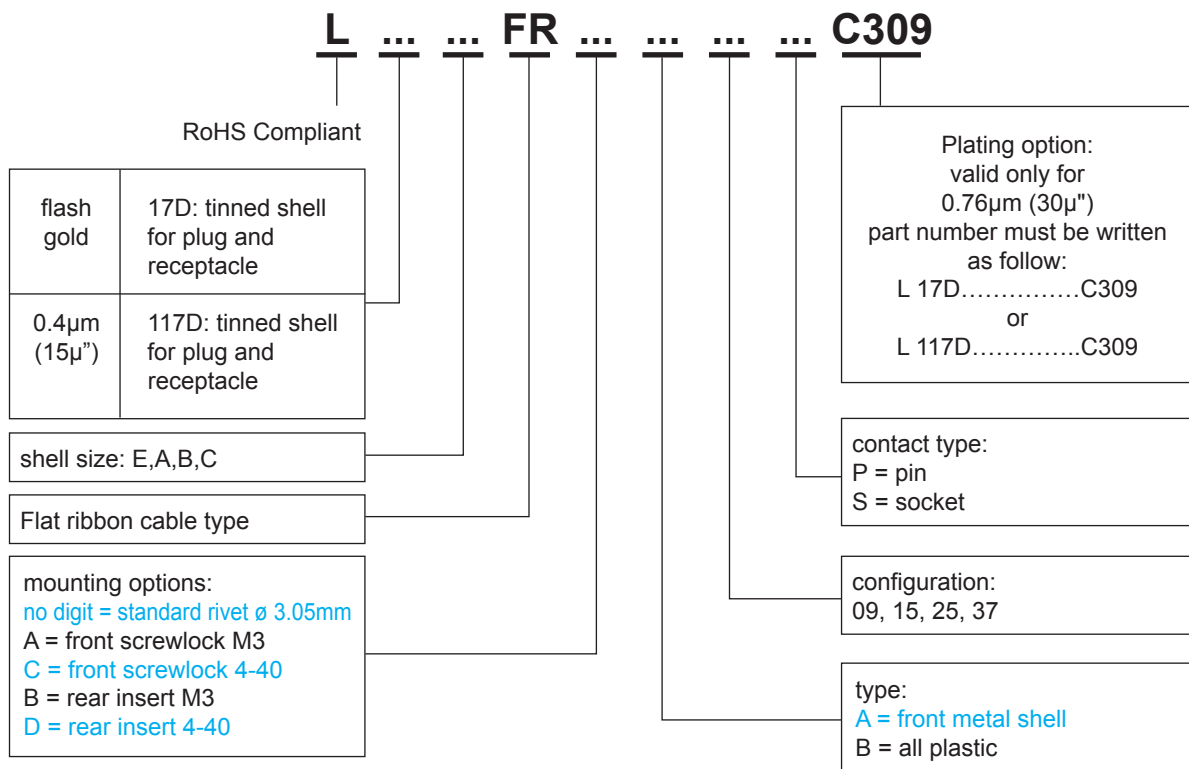 L ... ... FR ... ... ... ... C309
RoHS Compliant
flash
gold
17D: tinned shell
for plug and
receptacle
0.4µm
(15µ”)
117D: tinned shell
for plug and
receptacle
shell size: E,A,B,C
Flat ribbon cable type
mounting options:
no digit = standard rivet ø 3.05mm
A = front screwlock M3
C = front screwlock 4-40
B = rear insert M3
D = rear insert 4-40
Plating option:
valid only for
0.76µm (30µ")
part number must be written
as follow:
L 17D……………C309
or
L 117D…………..C309
contact type:
P = pin
S = socket
configuration:
09, 15, 25, 37
type:
A = front metal shell
B = all plastic